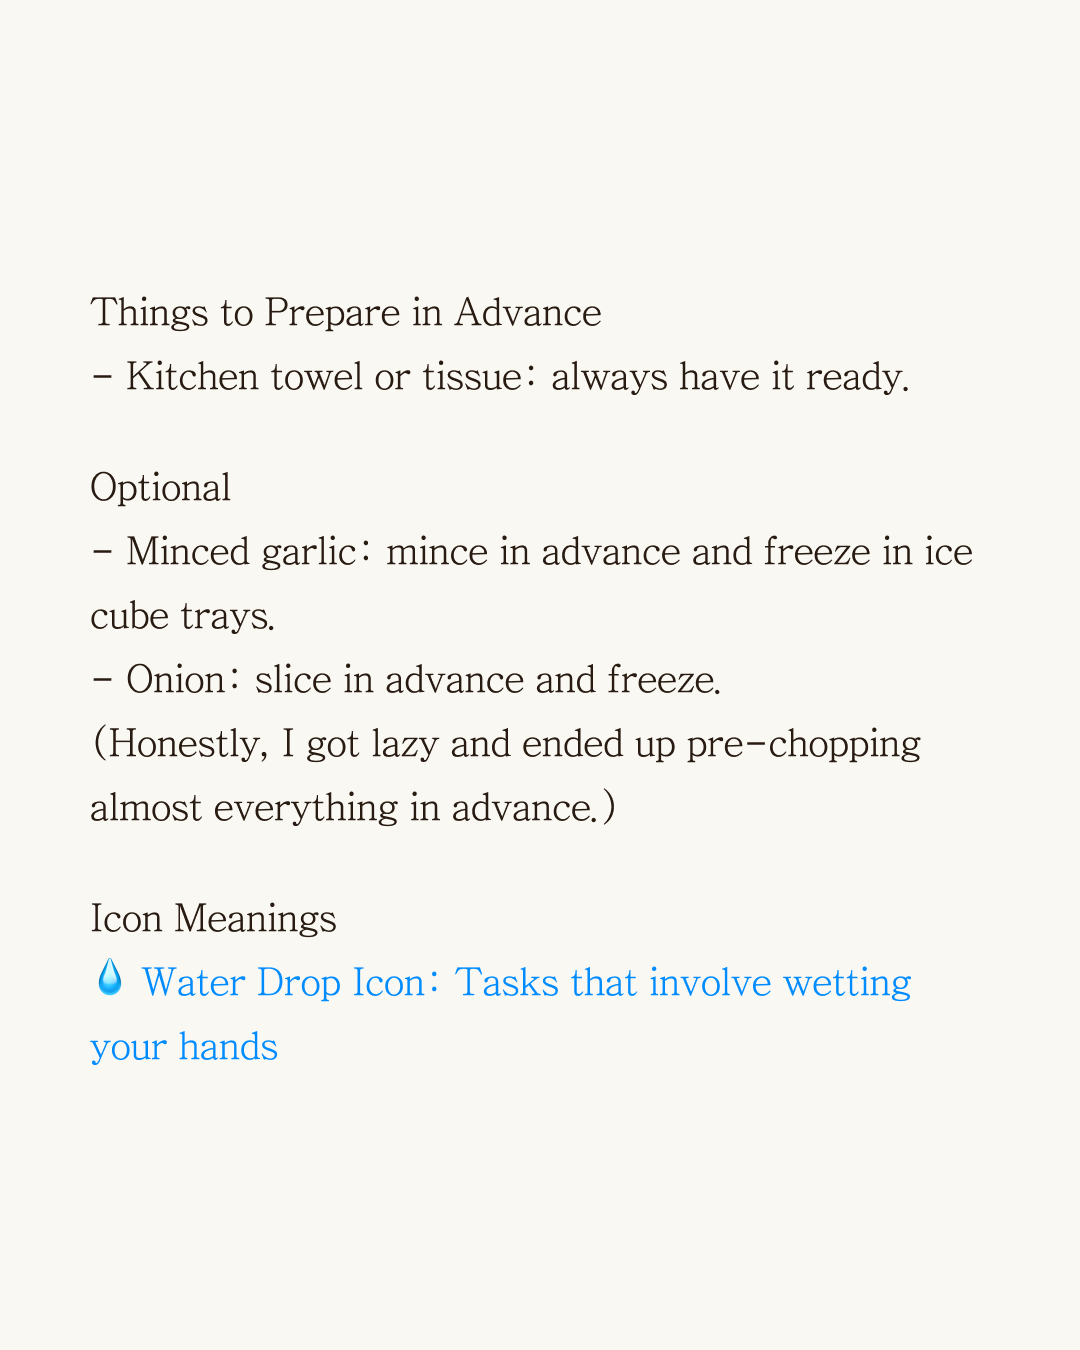 Things to Prepare in Advance
- Kitchen towel or tissue: always have it ready.
Optional
- Minced garlic: mince in advance and freeze in ice
cube trays.
- Onion: slice in advance and freeze.
(Honestly, I got lazy and ended up pre-chopping
almost everything in advance.)
Icon Meanings
💧 Water Drop Icon: Tasks that involve wetting
your hands